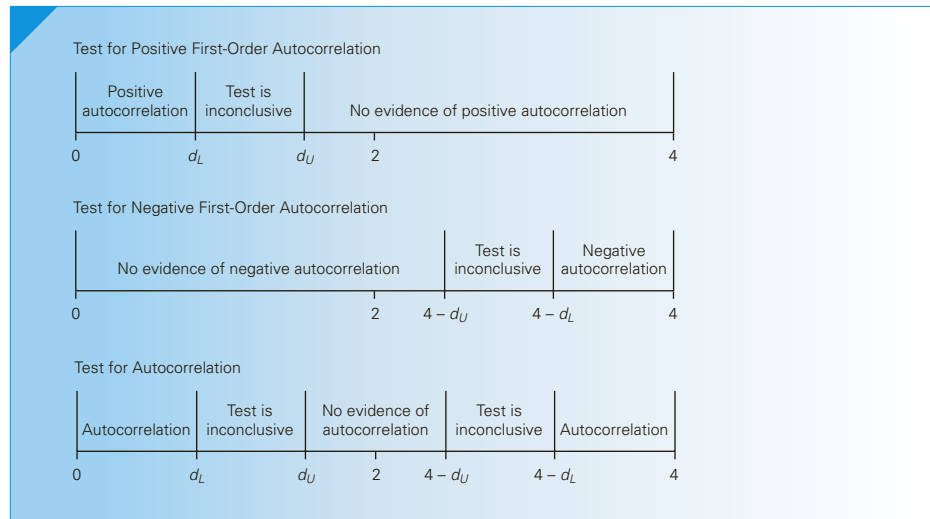 Test for Positive First-Order Autocorrelation
Positive
autocorrelation
Test is
inconclusive
No evidence of positive autocorrelation
0 dL dU 2 4
Test for Negative First-Order Autocorrelation
No evidence of negative autocorrelation
Test is
inconclusive
Negative
autocorrelation
0 2 4 – dU 4 – dL 4
Test for Autocorrelation
Autocorrelation
Test is
inconclusive
No evidence of
autocorrelation
Test is
inconclusive
Autocorrelation
0 dL dU 2 4 – dU 4 – dL 4